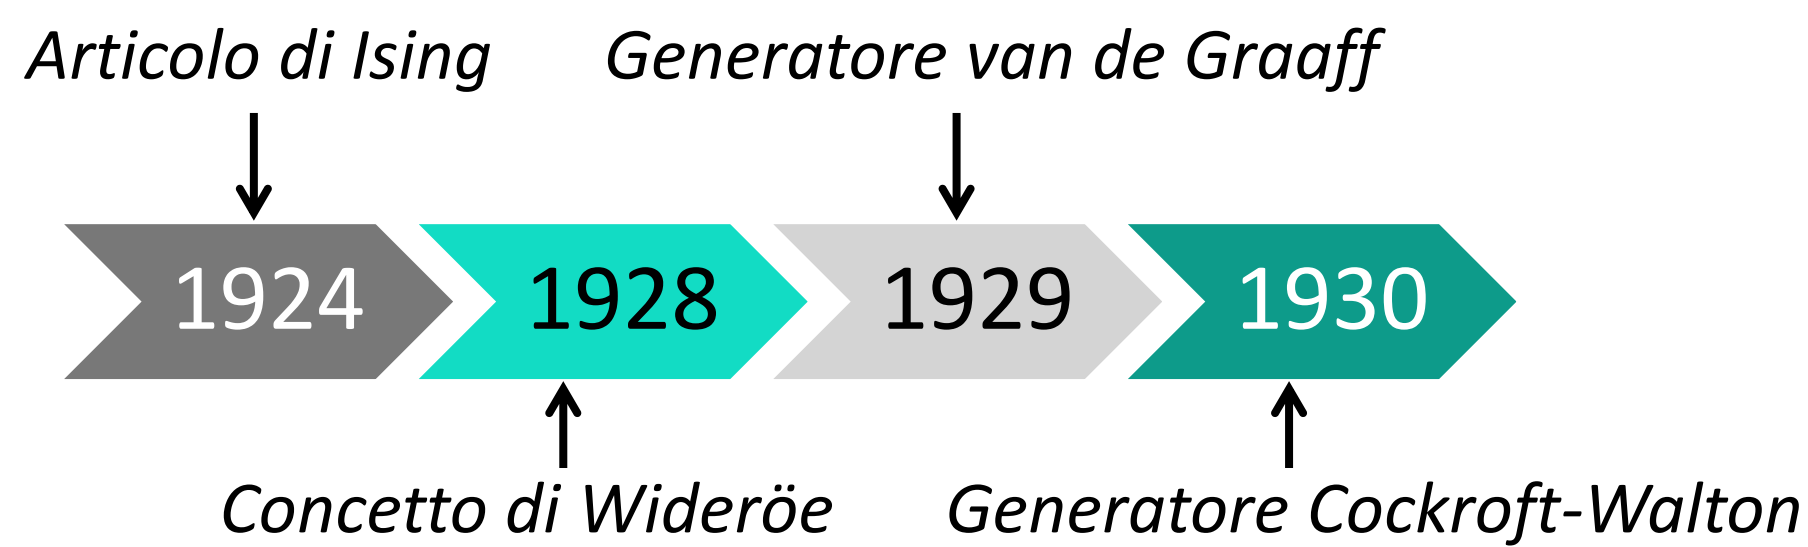 Articolo di Ising
Generatore van de Graaff
1924
1928
1929
1930
Concetto di Wideröe
Generatore Cockroft-Walton